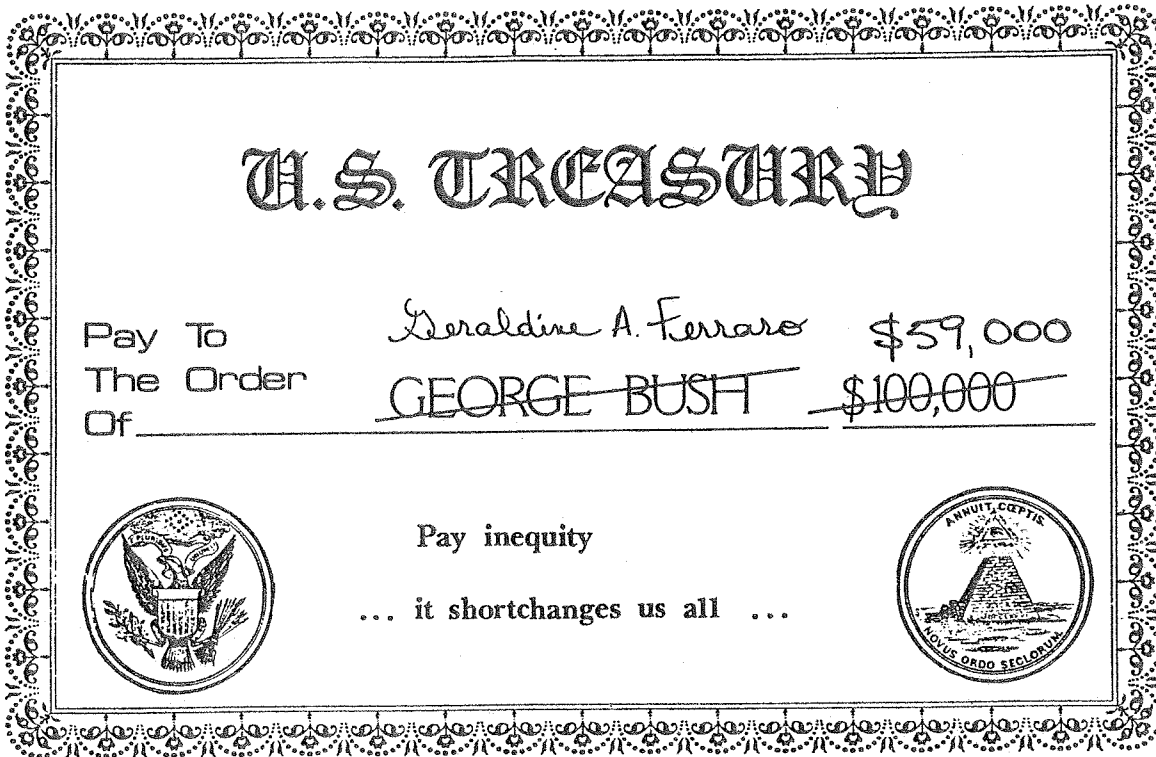 U.S. TREASURY
Geraldine A. Ferraro $59,000
Pay To
The Order GEORGE BUSH $100,000
Of
Pay inequity
... it shortchanges us all ...
ANNUIT CŒPTIS.
NOVUS ORDO SECLORUM.